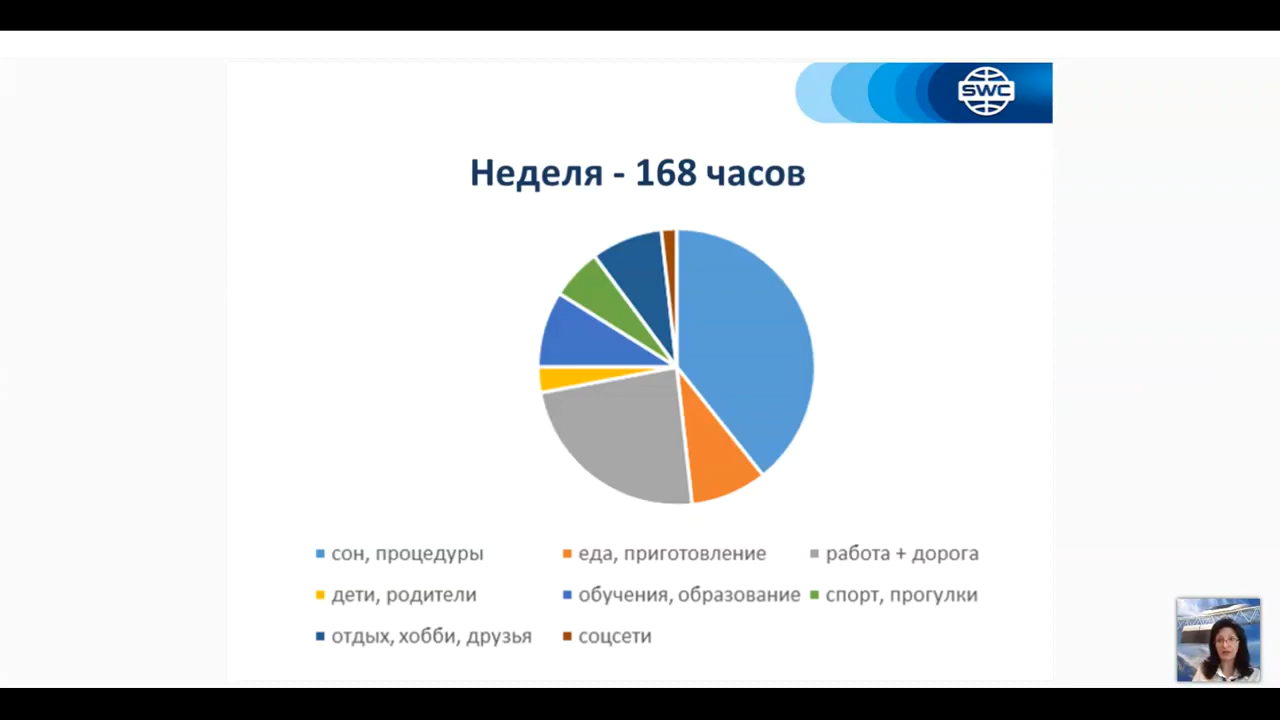 SWC
Неделя - 168 часов
сон, процедуры
еда, приготовление
работа + дорога
дети, родители
обучения, образование
спорт, прогулки
отдых, хобби, друзья
соцсети